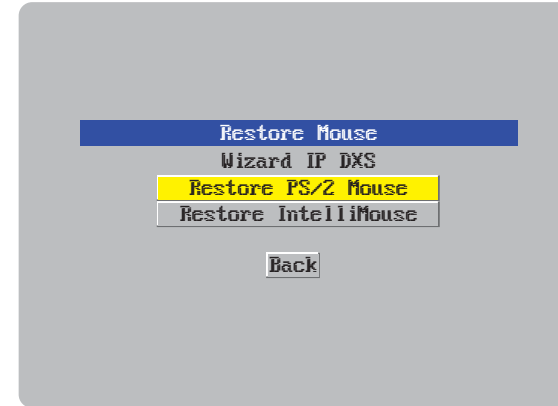 Restore Mouse
Wizard IP DXS
Restore PS/2 Mouse
Restore IntelliMouse
Back